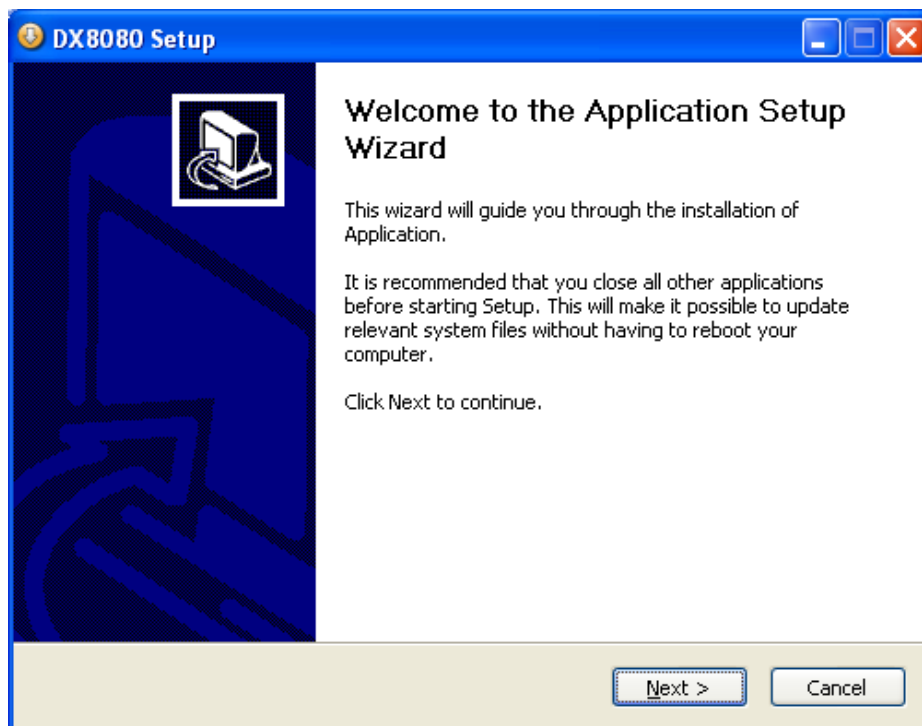 DX8080 Setup
Welcome to the Application Setup
Wizard
This wizard will guide you through the installation of
Application.
It is recommended that you close all other applications
before starting Setup. This will make it possible to update
relevant system files without having to reboot your
computer.
Click Next to continue.
Next >
Cancel